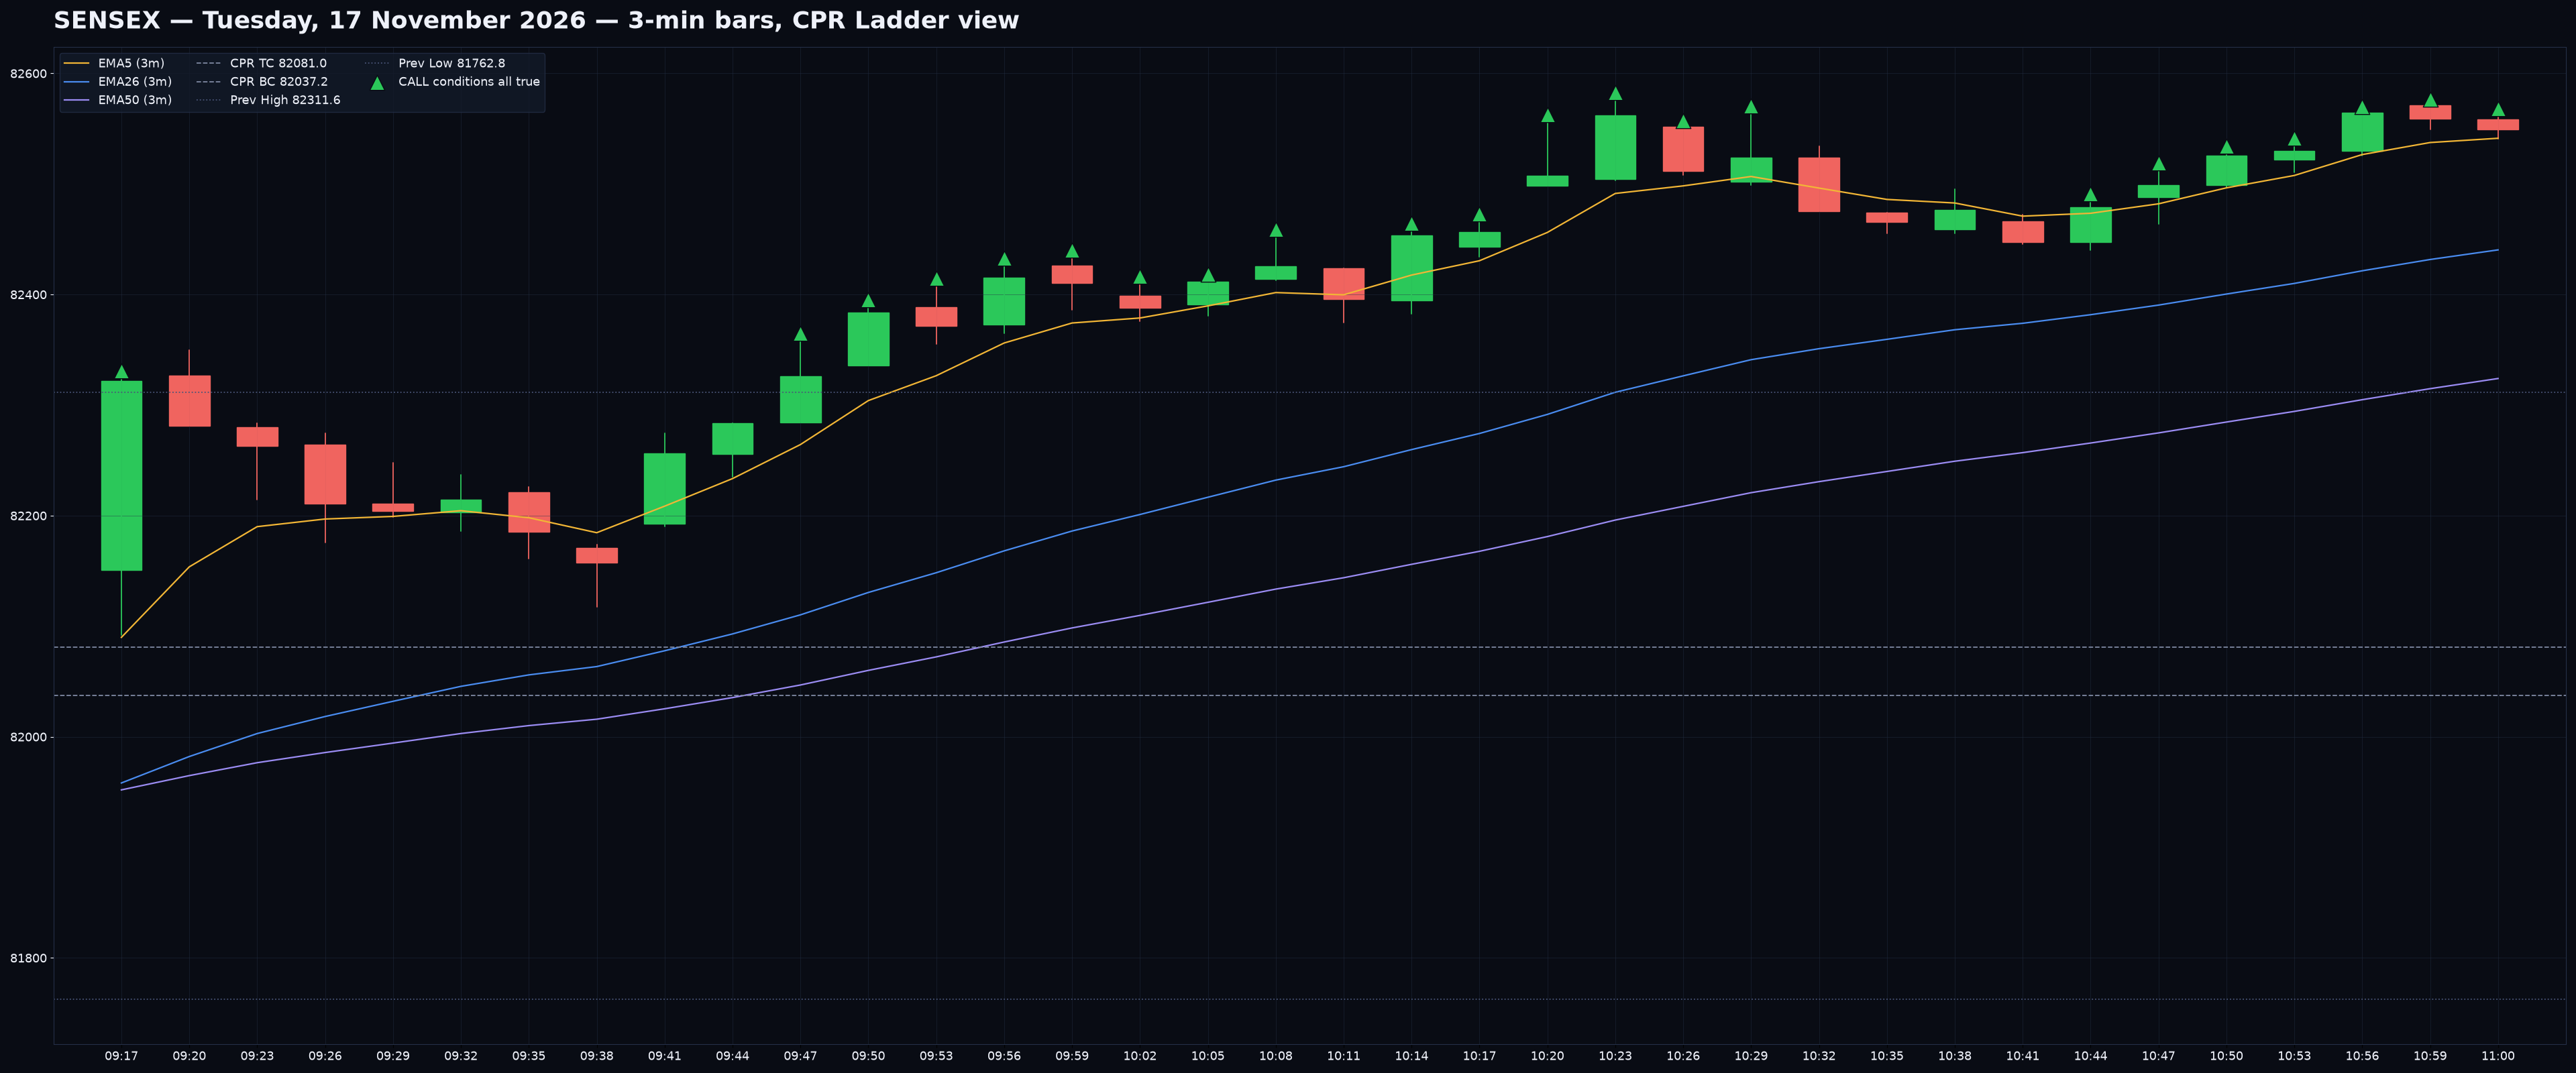 SENSEX — Tuesday, 17 November 2026 — 3-min bars, CPR Ladder view
EMA5 (3m)
EMA26 (3m)
EMA50 (3m)
CPR TC 82081.0
CPR BC 82037.2
Prev High 82311.6
Prev Low 81762.8
CALL conditions all true
82600
82400
82200
82000
81800
09:17 09:20 09:23 09:26 09:29 09:32 09:35 09:38 09:41 09:44 09:47 09:50 09:53 09:56 09:59 10:02 10:05 10:08 10:11 10:14 10:17 10:20 10:23 10:26 10:29 10:32 10:35 10:38 10:41 10:44 10:47 10:50 10:53 10:56 10:59 11:00